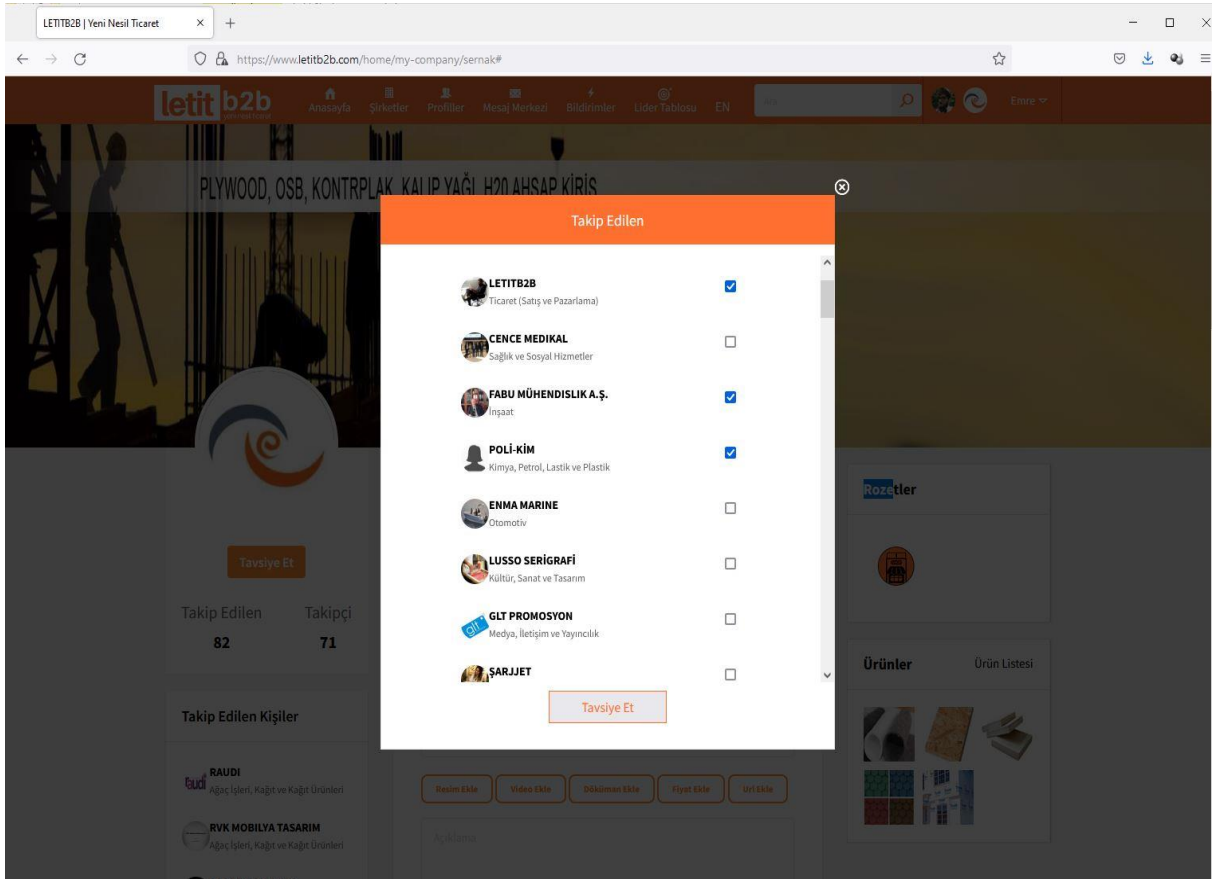 LETITB2B | Yeni Nesil Ticaret
https://www.letitb2b.com/home/my-company/sernak#
letit b2b
yeni nesil ticaret
Anasayfa Şirketler Profiller Mesaj Merkezi Bildirimler Lider Tablosu EN
Ara
Emre
PLYWOOD, OSB, KONTRPLAK, KALIP YAĞI, H20 AHŞAP KİRİŞ
Takip Edilen
LETITB2B
Ticaret (Satış ve Pazarlama)
CENCE MEDIKAL
Sağlık ve Sosyal Hizmetler
FABU MÜHENDISLIK A.Ş.
İnşaat
POLİ-KİM
Kimya, Petrol, Lastik ve Plastik
ENMA MARINE
Otomotiv
LUSSO SERİGRAFİ
Kültür, Sanat ve Tasarım
GLT PROMOSYON
Medya, İletişim ve Yayıncılık
glt
ŞARJJET
Tavsiye Et
Tavsiye Et
Takip Edilen Takipçi
82 71
Takip Edilen Kişiler
raudi
RAUDI
Ağaç İşleri, Kağıt ve Kağıt Ürünleri
RVK MOBILYA TASARIM
Ağaç İşleri, Kağıt ve Kağıt Ürünleri
Resim Ekle Video Ekle Döküman Ekle Fiyat Ekle Url Ekle
Açıklama
Rozetler
Ürünler Ürün Listesi